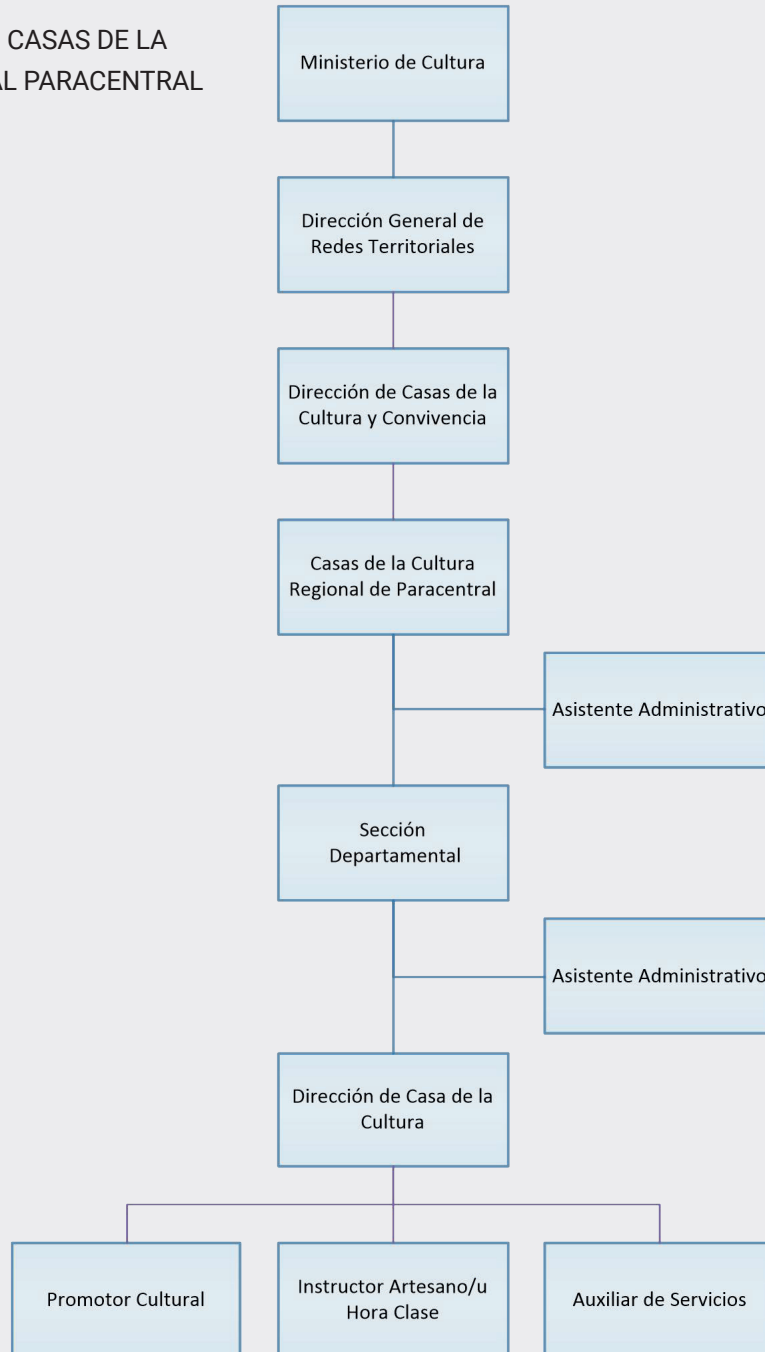 CASAS DE LA
AL PARACENTRAL
Ministerio de Cultura
Dirección General de
Redes Territoriales
Dirección de Casas de la
Cultura y Convivencia
Casas de la Cultura
Regional de Paracentral
Asistente Administrativo
Sección
Departamental
Asistente Administrativo
Dirección de Casa de la
Cultura
Promotor Cultural
Instructor Artesano/u
Hora Clase
Auxiliar de Servicios